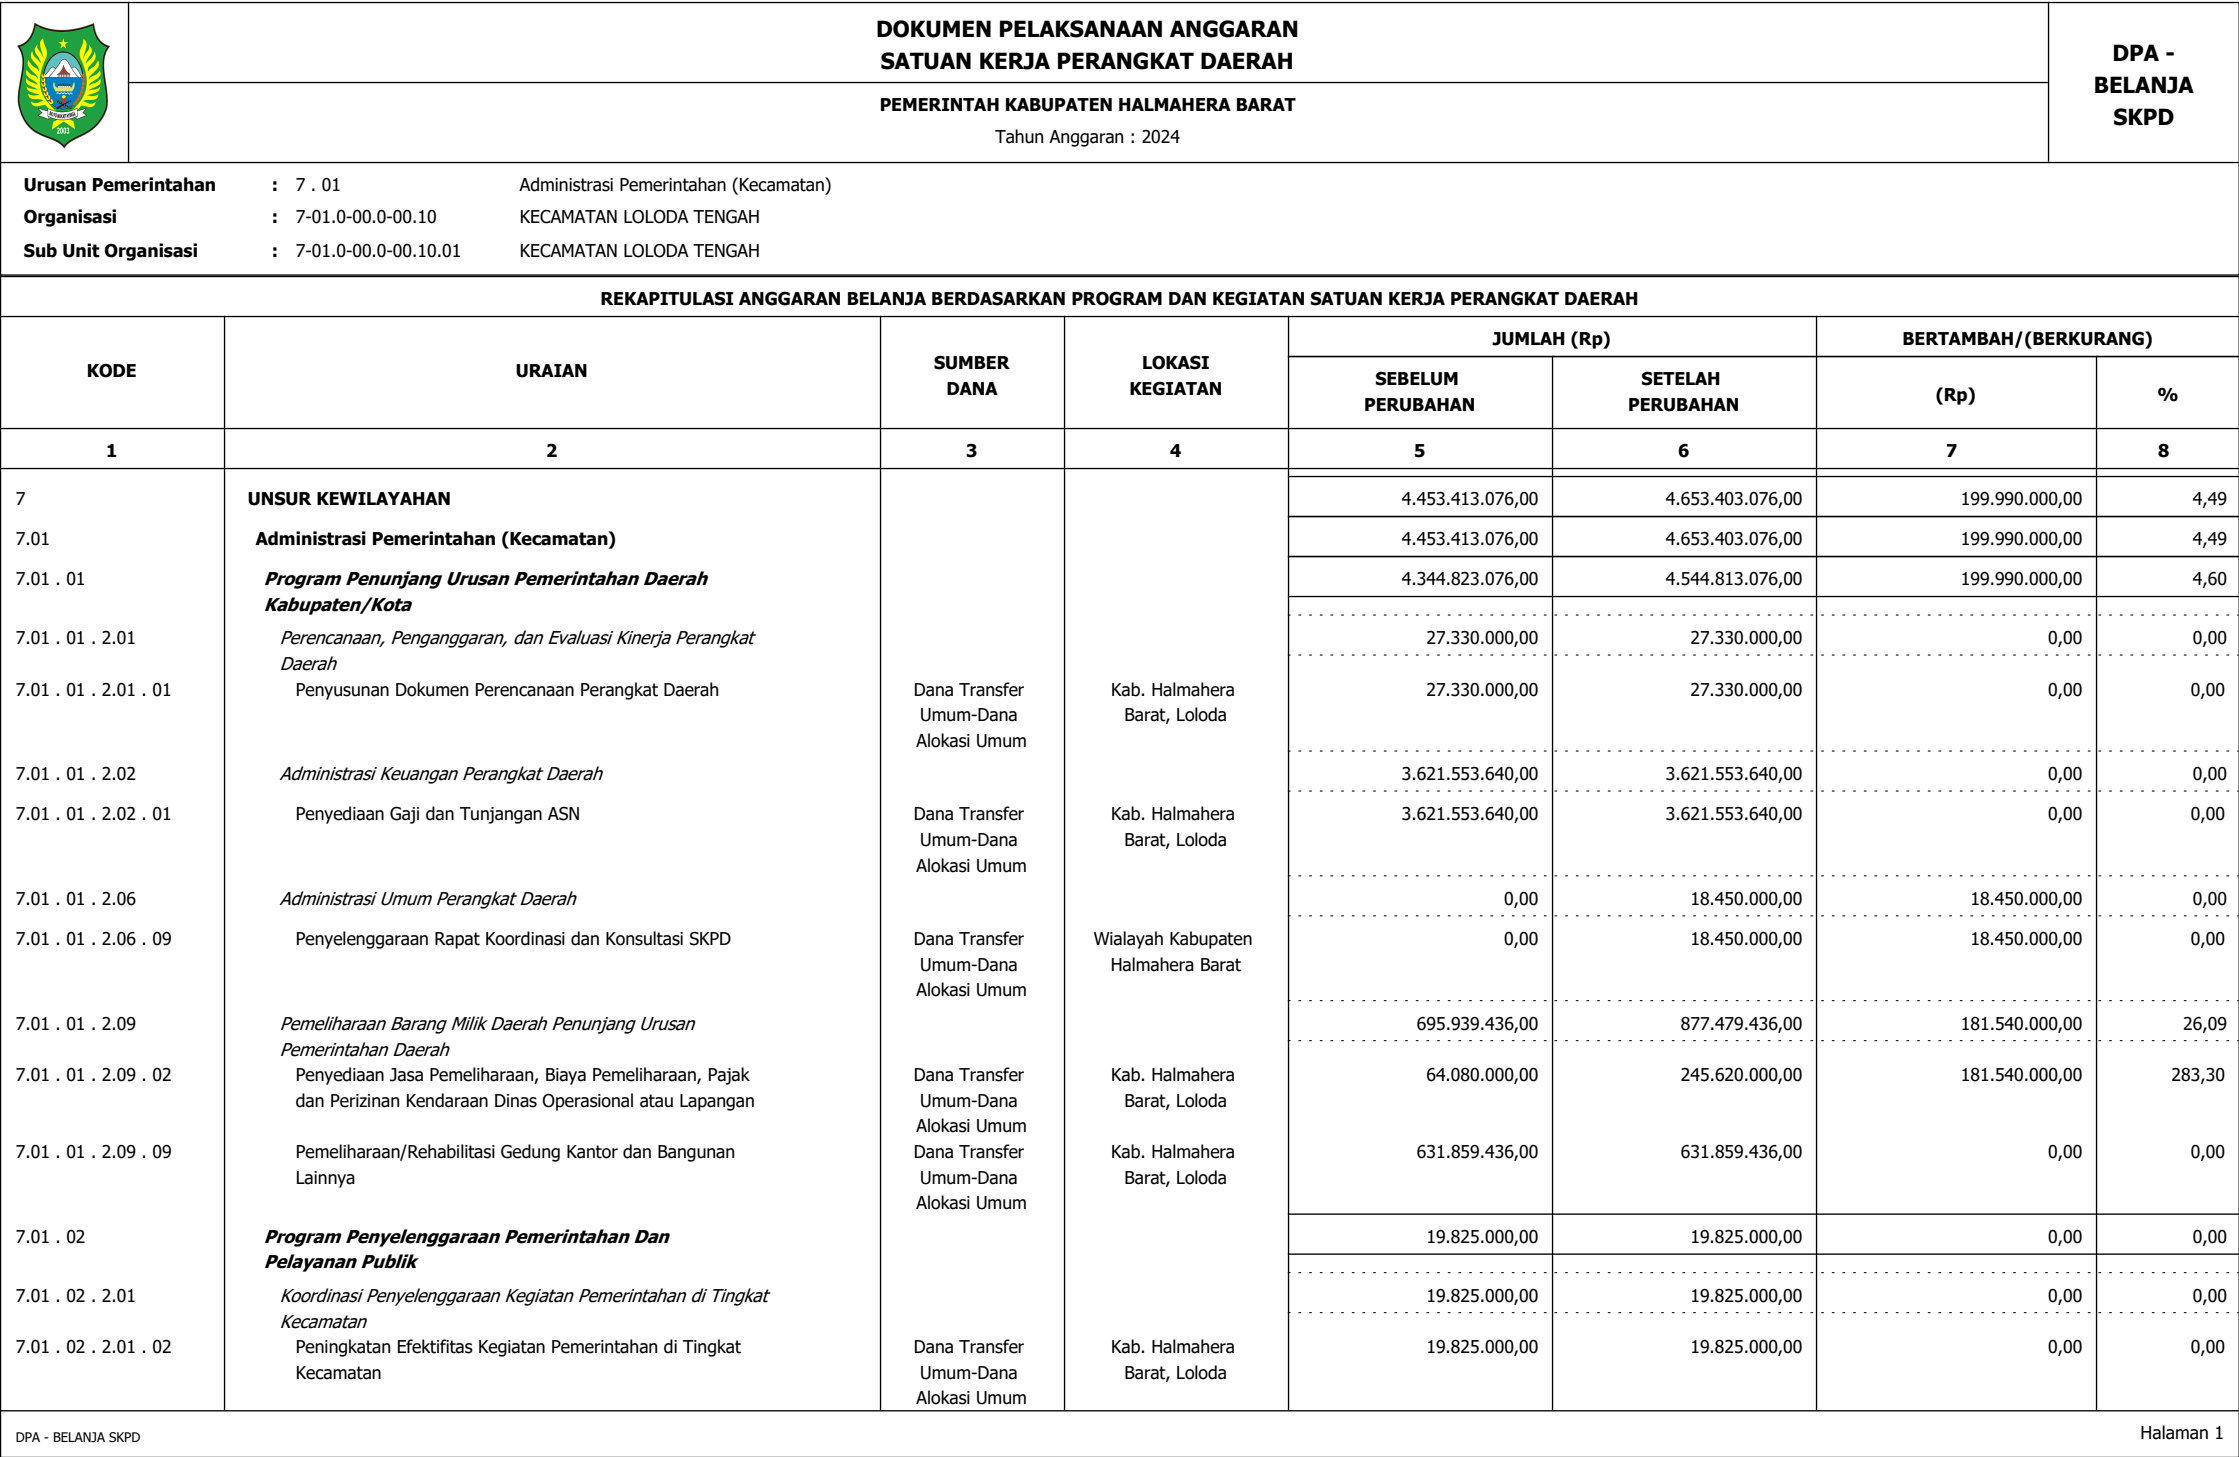 DOKUMEN PELAKSANAAN ANGGARAN
SATUAN KERJA PERANGKAT DAERAH
DPA -
BELANJA
SKPD
PEMERINTAH KABUPATEN HALMAHERA BARAT
Tahun Anggaran : 2024
2003
Urusan Pemerintahan : 7 . 01 Administrasi Pemerintahan (Kecamatan)
Organisasi : 7-01.0-00.0-00.10 KECAMATAN LOLODA TENGAH
Sub Unit Organisasi : 7-01.0-00.0-00.10.01 KECAMATAN LOLODA TENGAH
REKAPITULASI ANGGARAN BELANJA BERDASARKAN PROGRAM DAN KEGIATAN SATUAN KERJA PERANGKAT DAERAH
KODE URAIAN SUMBER DANA LOKASI KEGIATAN JUMLAH (Rp) BERTAMBAH/(BERKURANG)
SEBELUM PERUBAHAN SETELAH PERUBAHAN (Rp) %
1 2 3 4 5 6 7 8
7 UNSUR KEWILAYAHAN 4.453.413.076,00 4.653.403.076,00 199.990.000,00 4,49
7.01 Administrasi Pemerintahan (Kecamatan) 4.453.413.076,00 4.653.403.076,00 199.990.000,00 4,49
7.01 . 01 Program Penunjang Urusan Pemerintahan Daerah 4.344.823.076,00 4.544.813.076,00 199.990.000,00 4,60
Kabupaten/Kota
7.01 . 01 . 2.01 Perencanaan, Penganggaran, dan Evaluasi Kinerja Perangkat 27.330.000,00 27.330.000,00 0,00 0,00
Daerah
7.01 . 01 . 2.01 . 01 Penyusunan Dokumen Perencanaan Perangkat Daerah Dana Transfer Kab. Halmahera 27.330.000,00 27.330.000,00 0,00 0,00
Umum-Dana Barat, Loloda
Alokasi Umum
7.01 . 01 . 2.02 Administrasi Keuangan Perangkat Daerah 3.621.553.640,00 3.621.553.640,00 0,00 0,00
7.01 . 01 . 2.02 . 01 Penyediaan Gaji dan Tunjangan ASN Dana Transfer Kab. Halmahera 3.621.553.640,00 3.621.553.640,00 0,00 0,00
Umum-Dana Barat, Loloda
Alokasi Umum
7.01 . 01 . 2.06 Administrasi Umum Perangkat Daerah 0,00 18.450.000,00 18.450.000,00 0,00
7.01 . 01 . 2.06 . 09 Penyelenggaraan Rapat Koordinasi dan Konsultasi SKPD Dana Transfer Wialayah Kabupaten 0,00 18.450.000,00 18.450.000,00 0,00
Umum-Dana Halmahera Barat
Alokasi Umum
7.01 . 01 . 2.09 Pemeliharaan Barang Milik Daerah Penunjang Urusan 695.939.436,00 877.479.436,00 181.540.000,00 26,09
Pemerintahan Daerah
7.01 . 01 . 2.09 . 02 Penyediaan Jasa Pemeliharaan, Biaya Pemeliharaan, Pajak Dana Transfer Kab. Halmahera 64.080.000,00 245.620.000,00 181.540.000,00 283,30
dan Perizinan Kendaraan Dinas Operasional atau Lapangan Umum-Dana Barat, Loloda
Alokasi Umum
7.01 . 01 . 2.09 . 09 Pemeliharaan/Rehabilitasi Gedung Kantor dan Bangunan Dana Transfer Kab. Halmahera 631.859.436,00 631.859.436,00 0,00 0,00
Lainnya Umum-Dana Barat, Loloda
Alokasi Umum
7.01 . 02 Program Penyelenggaraan Pemerintahan Dan 19.825.000,00 19.825.000,00 0,00 0,00
Pelayanan Publik
7.01 . 02 . 2.01 Koordinasi Penyelenggaraan Kegiatan Pemerintahan di Tingkat 19.825.000,00 19.825.000,00 0,00 0,00
Kecamatan
7.01 . 02 . 2.01 . 02 Peningkatan Efektifitas Kegiatan Pemerintahan di Tingkat Dana Transfer Kab. Halmahera 19.825.000,00 19.825.000,00 0,00 0,00
Kecamatan Umum-Dana Barat, Loloda
Alokasi Umum
DPA - BELANJA SKPD Halaman 1